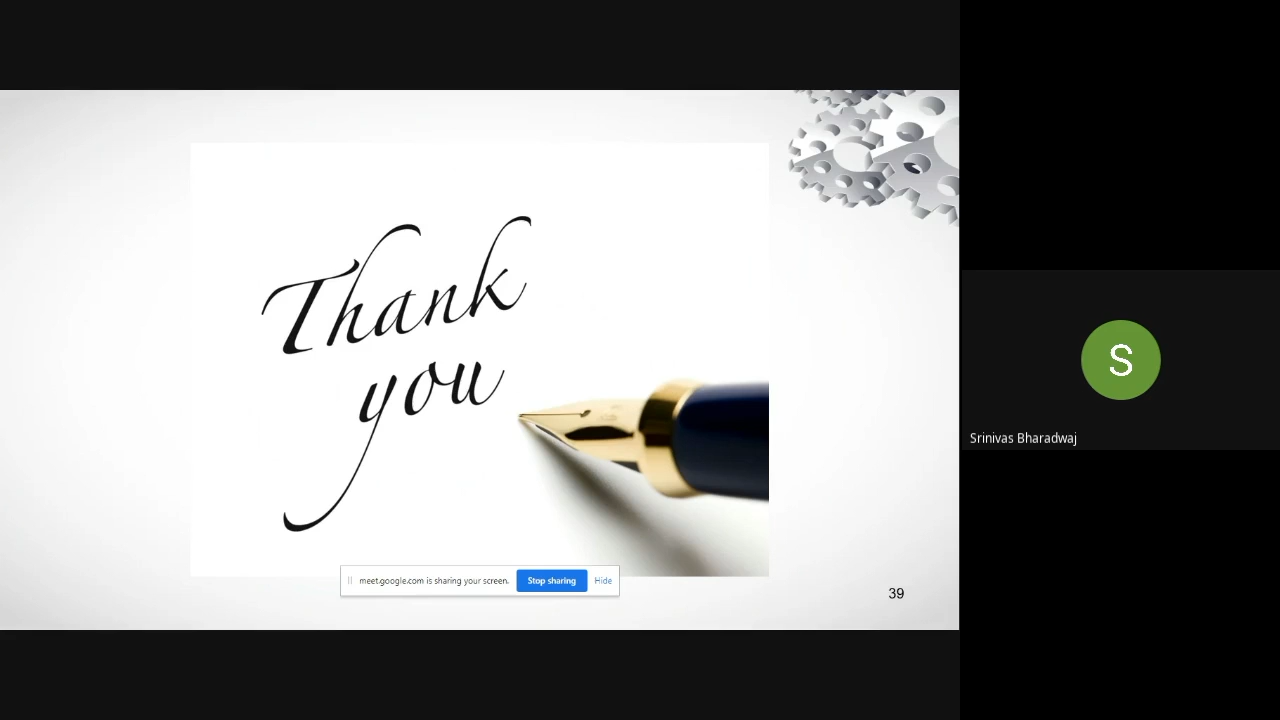 Thank
you
meet.google.com is sharing your screen.
Stop sharing
Hide
39
S
Srinivas Bharadwaj